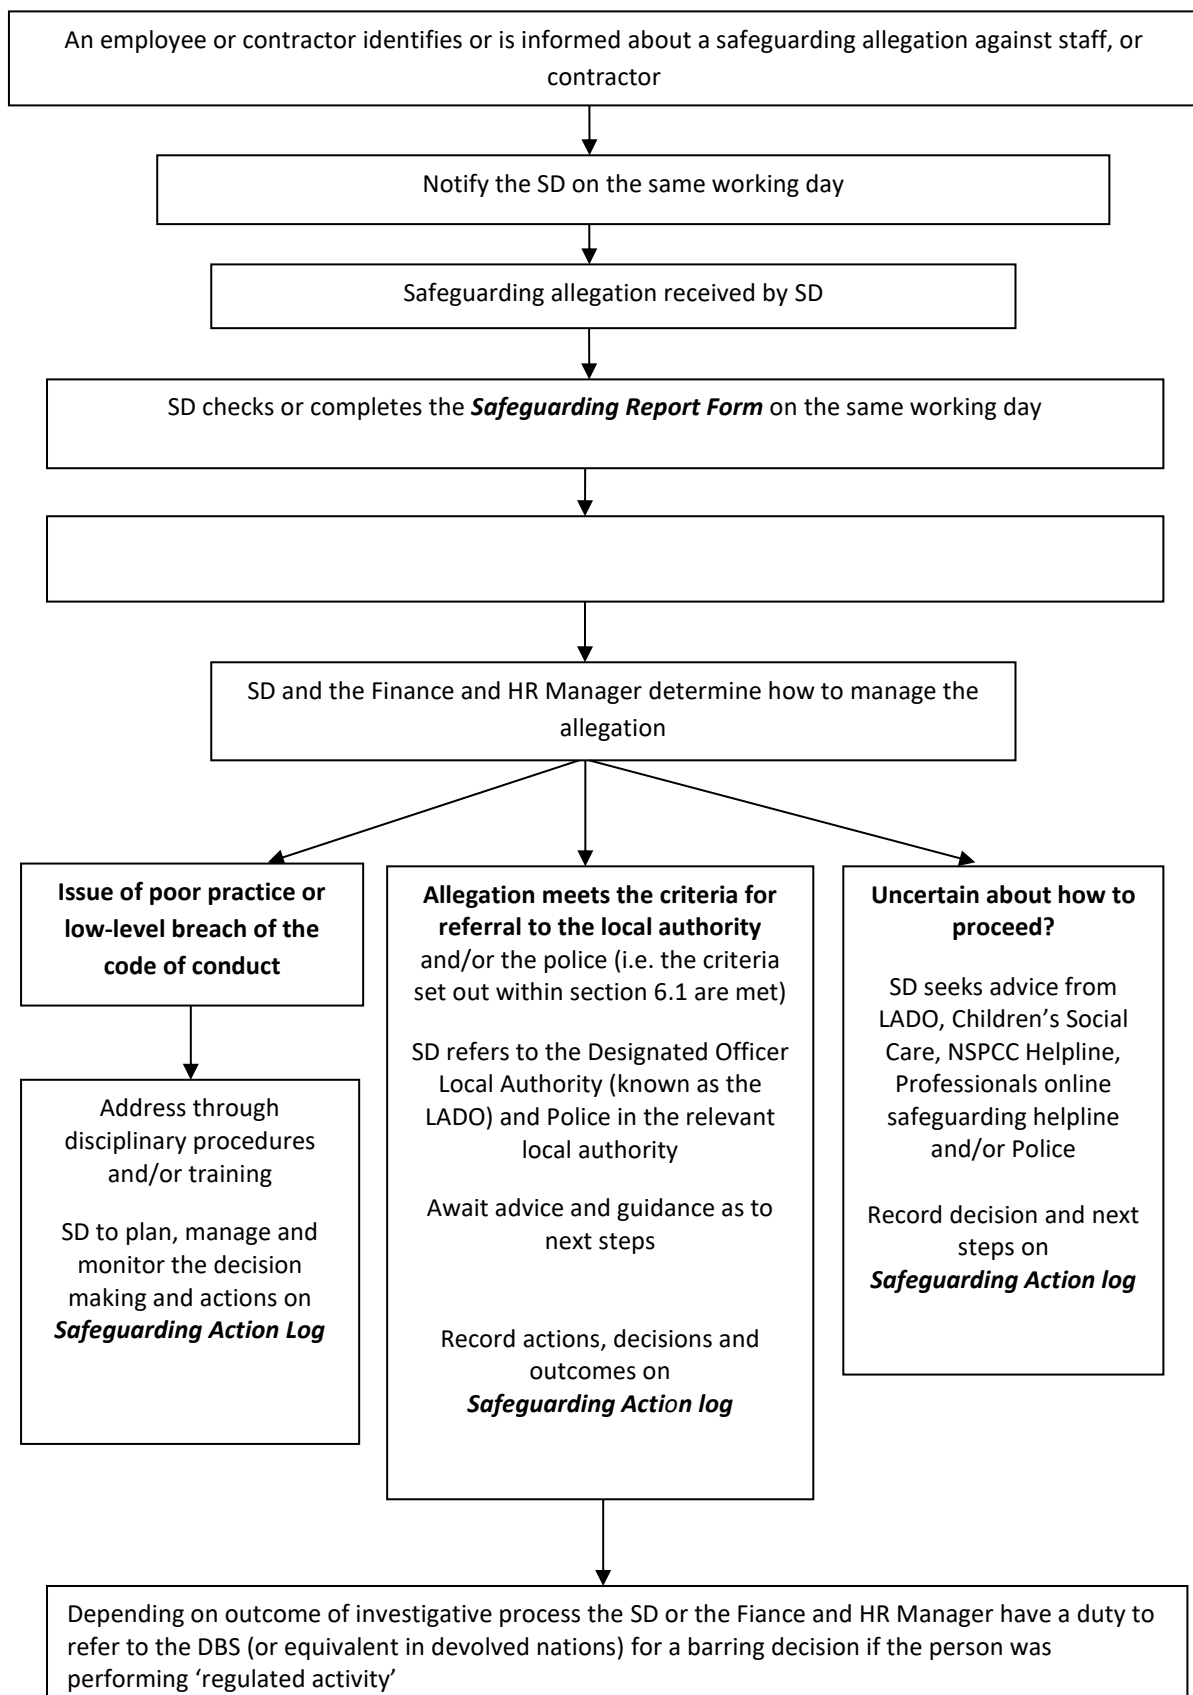 An employee or contractor identifies or is informed about a safeguarding allegation against staff, or
contractor
Notify the SD on the same working day
Safeguarding allegation received by SD
SD checks or completes the Safeguarding Report Form on the same working day
SD and the Finance and HR Manager determine how to manage the
allegation
Issue of poor practice or
low-level breach of the
code of conduct
Address through
disciplinary procedures
and/or training
SD to plan, manage and
monitor the decision
making and actions on
Safeguarding Action Log
Allegation meets the criteria for
referral to the local authority
and/or the police (i.e. the criteria
set out within section 6.1 are met)
SD refers to the Designated Officer
Local Authority (known as the
LADO) and Police in the relevant
local authority
Await advice and guidance as to
next steps
Record actions, decisions and
outcomes on
Safeguarding Action log
Uncertain about how to
proceed?
SD seeks advice from
LADO, Children’s Social
Care, NSPCC Helpline,
Professionals online
safeguarding helpline
and/or Police
Record decision and next
steps on
Safeguarding Action log
Depending on outcome of investigative process the SD or the Fiance and HR Manager have a duty to
refer to the DBS (or equivalent in devolved nations) for a barring decision if the person was
performing ‘regulated activity’